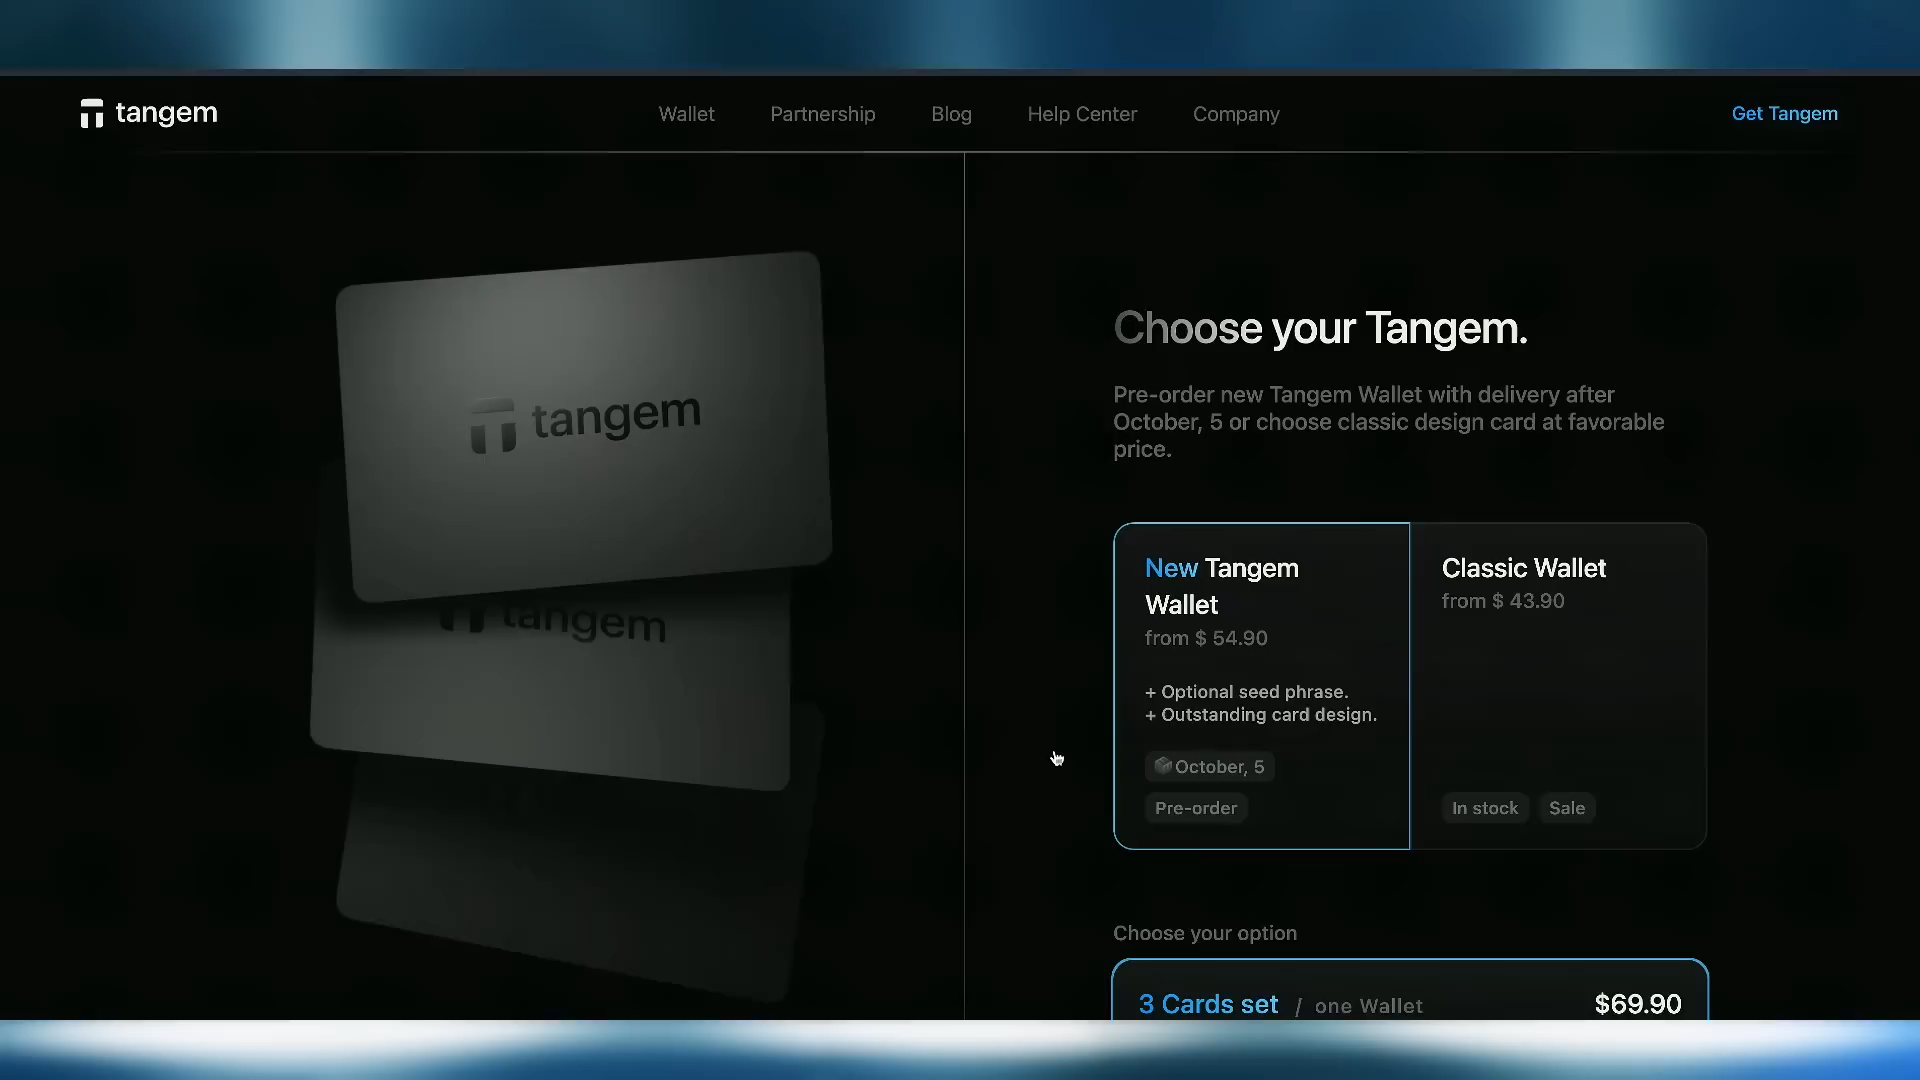 tangem
Wallet
Partnership
Blog
Help Center
Company
Get Tangem
tangem
tangem
Choose your Tangem.
Pre-order new Tangem Wallet with delivery after
October, 5 or choose classic design card at favorable
price.
New Tangem
Wallet
from $ 54.90
+ Optional seed phrase.
+ Outstanding card design.
October, 5
Pre-order
Classic Wallet
from $ 43.90
In stock
Sale
Choose your option
3 Cards set / one Wallet
$69.90